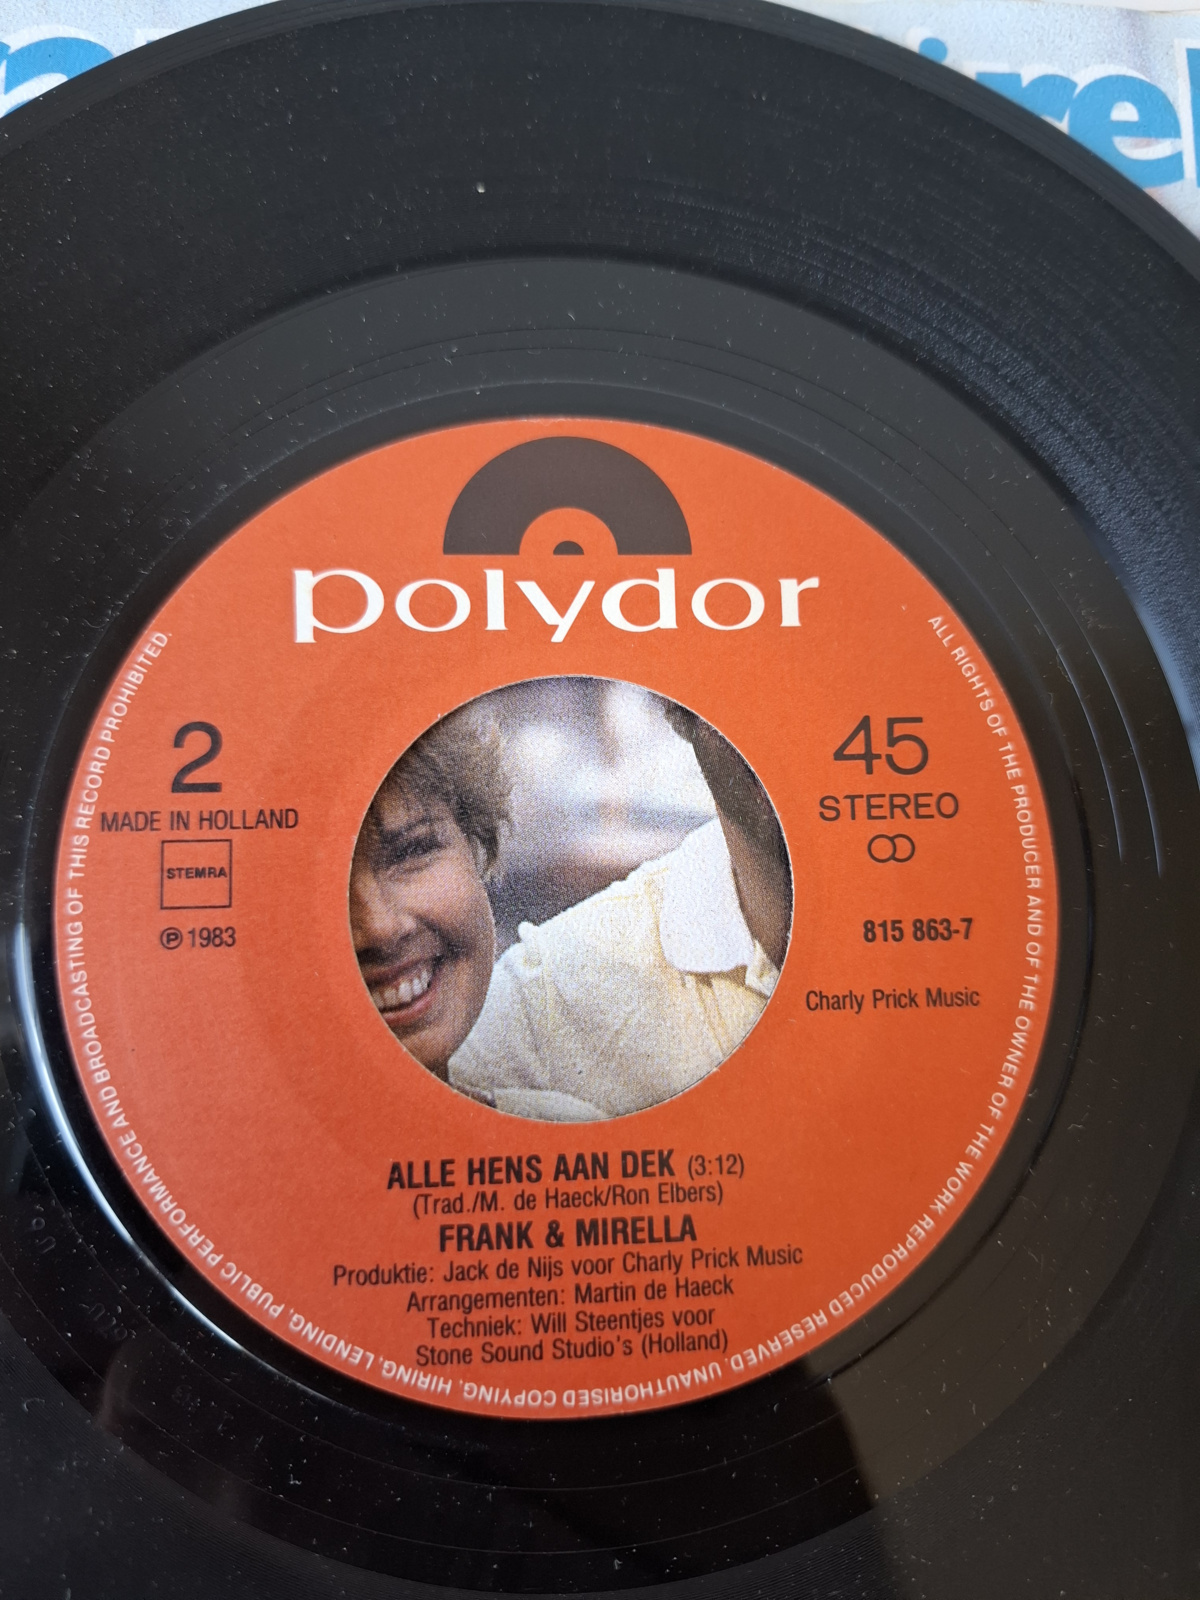 polydor
2
MADE IN HOLLAND
STEMRA
℗ 1983
45
STEREO
815 863-7
Charly Prick Music
ALLE HENS AAN DEK (3:12)
(Trad./M. de Haeck/Ron Elbers)
FRANK & MIRELLA
Produktie: Jack de Nijs voor Charly Prick Music
Arrangementen: Martin de Haeck
Techniek: Will Steentjes voor
Stone Sound Studio's (Holland)
ALL RIGHTS OF THE PRODUCER AND OF THE OWNER OF THE WORK REPRODUCED RESERVED. UNAUTHORISED COPYING, HIRING, LENDING, PUBLIC PERFORMANCE AND BROADCASTING OF THIS RECORD PROHIBITED.